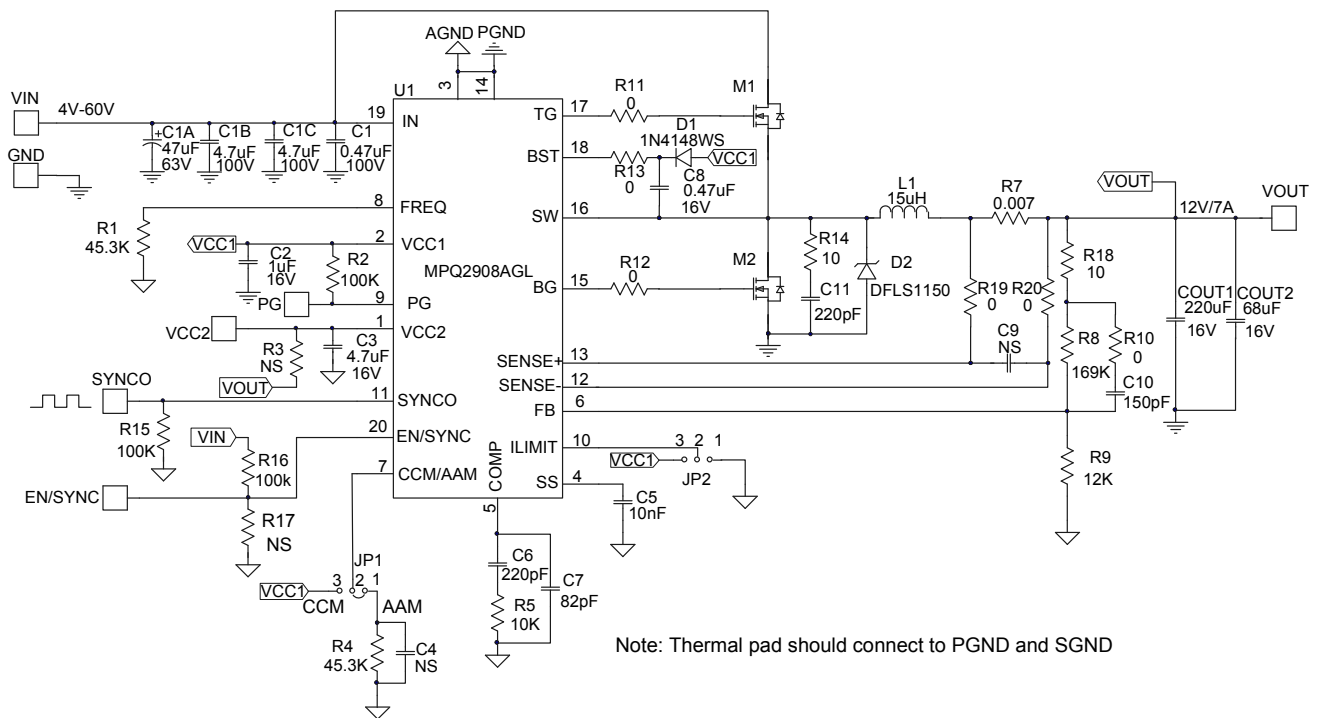 AGND
PGND
3
14
U1
VIN
4V-60V
19
IN
C1A
47uF
63V
C1B
4.7uF
100V
C1C
4.7uF
100V
C1
0.47uF
100V
GND
R1
45.3K
8
FREQ
VCC1
2
VCC1
C2
1uF
16V
R2
100K
PG
9
PG
MPQ2908AGL
VCC2
1
VCC2
R3
NS
VOUT
C3
4.7uF
16V
SYNCO
11
SYNCO
R15
100K
VIN
20
EN/SYNC
R16
100k
EN/SYNC
R17
NS
7
CCM/AAM
JP1
VCC1
3
2
1
CCM
AAM
R4
45.3K
C4
NS
COMP
5
C6
220pF
R5
10K
C7
82pF
TG
17
R11
0
M1
BST
18
R13
0
D1
1N4148WS
VCC1
C8
0.47uF
16V
SW
16
BG
15
R12
0
M2
R14
10
C11
220pF
D2
DFLS1150
L1
15uH
R7
0.007
R19
0
R20
0
C9
NS
SENSE+
13
SENSE-
12
FB
6
ILIMIT
10
VCC1
3
2
1
JP2
SS
4
C5
10nF
VOUT
12V/7A
VOUT
R18
10
R8
169K
R10
0
C10
150pF
R9
12K
COUT1
220uF
16V
COUT2
68uF
16V
Note: Thermal pad should connect to PGND and SGND